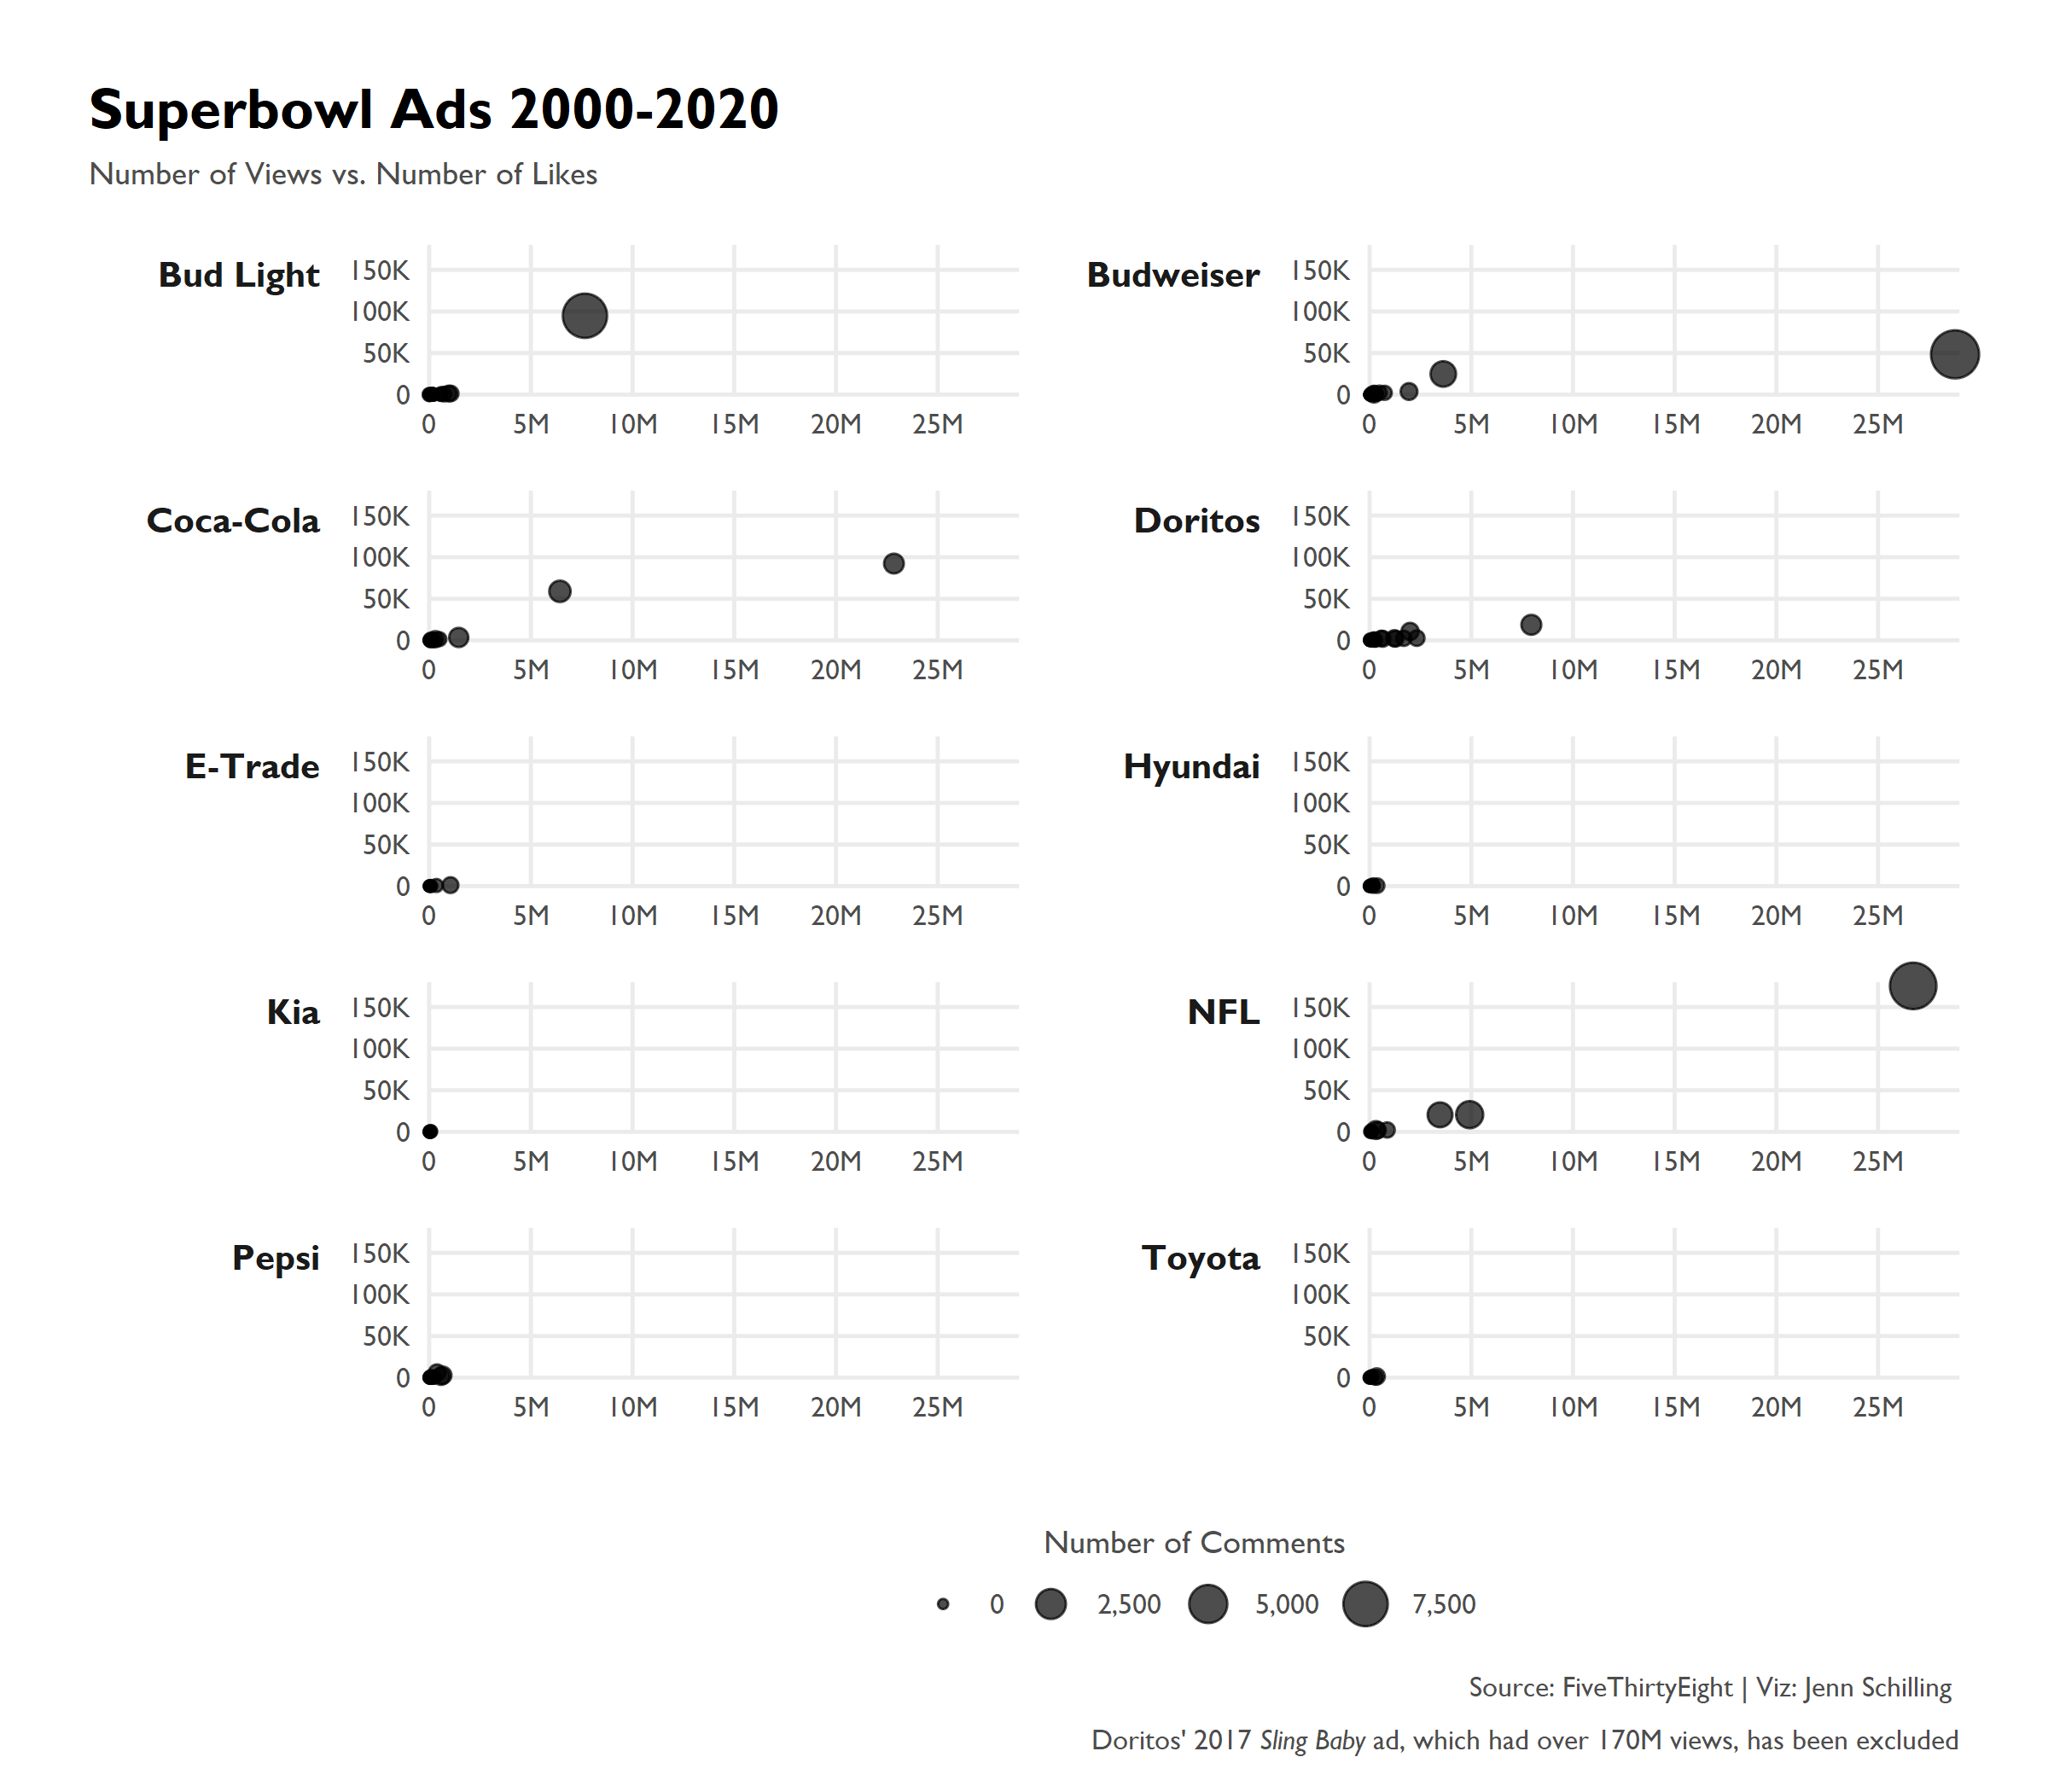 Superbowl Ads 2000-2020
Number of Views vs. Number of Likes
Bud Light
150K
100K
50K
0
0 5M 10M 15M 20M 25M
Budweiser
150K
100K
50K
0
0 5M 10M 15M 20M 25M
Coca-Cola
150K
100K
50K
0
0 5M 10M 15M 20M 25M
Doritos
150K
100K
50K
0
0 5M 10M 15M 20M 25M
E-Trade
150K
100K
50K
0
0 5M 10M 15M 20M 25M
Hyundai
150K
100K
50K
0
0 5M 10M 15M 20M 25M
Kia
150K
100K
50K
0
0 5M 10M 15M 20M 25M
NFL
150K
100K
50K
0
0 5M 10M 15M 20M 25M
Pepsi
150K
100K
50K
0
0 5M 10M 15M 20M 25M
Toyota
150K
100K
50K
0
0 5M 10M 15M 20M 25M
Number of Comments
0 2,500 5,000 7,500
Source: FiveThirtyEight | Viz: Jenn Schilling
Doritos' 2017 Sling Baby ad, which had over 170M views, has been excluded